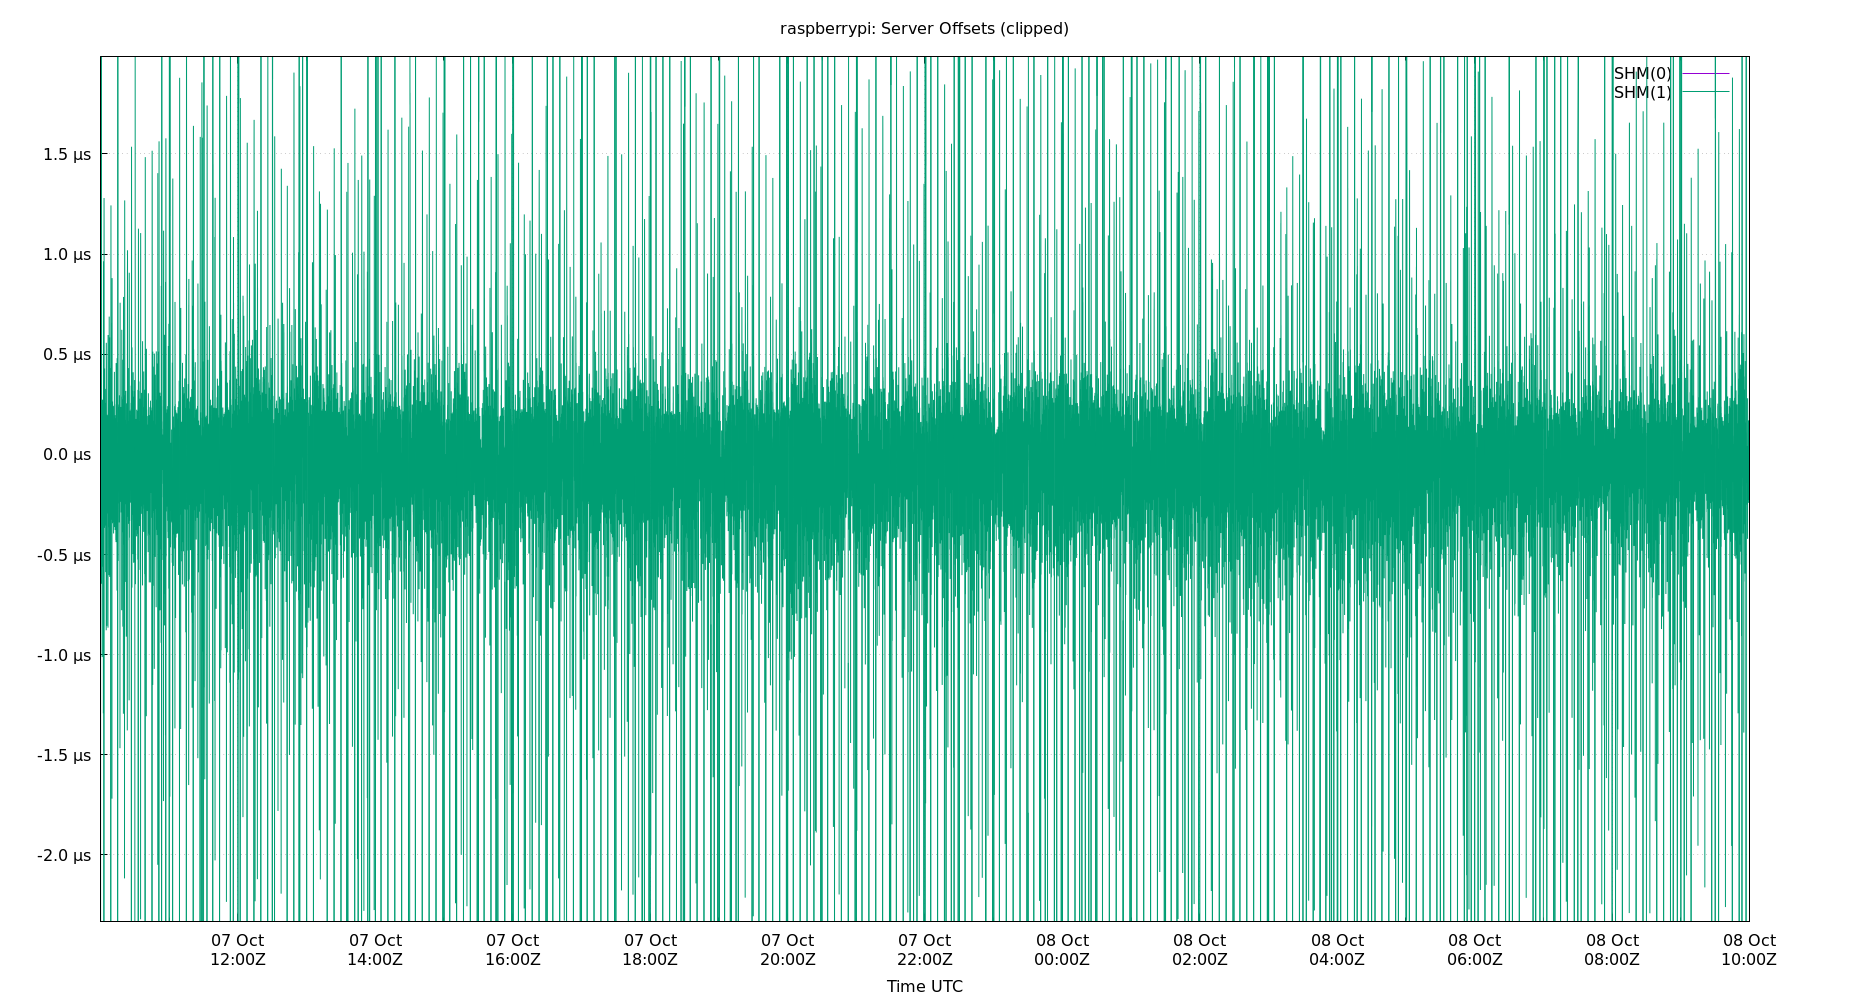 raspberrypi: Server Offsets (clipped)
SHM(0)
SHM(1)
1.5 µs
1.0 µs
0.5 µs
0.0 µs
-0.5 µs
-1.0 µs
-1.5 µs
-2.0 µs
07 Oct 07 Oct 07 Oct 07 Oct 07 Oct 07 Oct 08 Oct 08 Oct 08 Oct 08 Oct 08 Oct 08 Oct
12:00Z 14:00Z 16:00Z 18:00Z 20:00Z 22:00Z 00:00Z 02:00Z 04:00Z 06:00Z 08:00Z 10:00Z
Time UTC